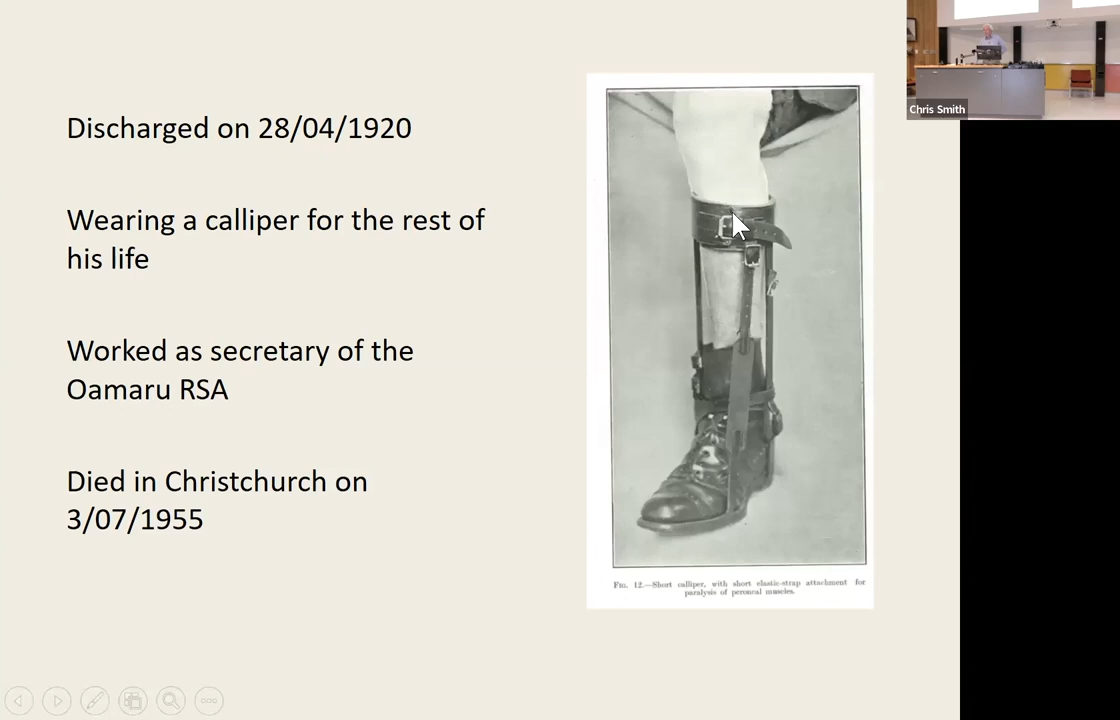 Discharged on 28/04/1920
Wearing a calliper for the rest of
his life
Worked as secretary of the
Oamaru RSA
Died in Christchurch on
3/07/1955
Fig. 12.—Short calliper, with short elastic-strap attachment for
paralysis of peroneal muscles.
Chris Smith